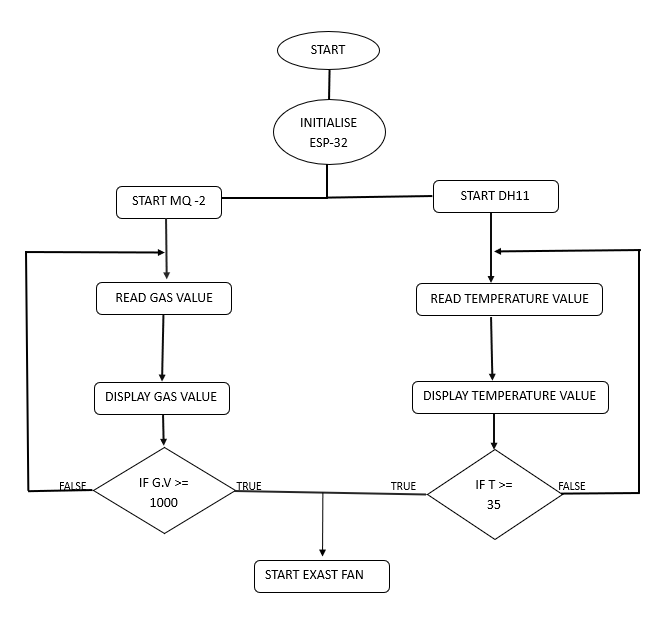 START
INITIALISE
ESP-32
START MQ -2
START DH11
READ GAS VALUE
READ TEMPERATURE VALUE
DISPLAY GAS VALUE
DISPLAY TEMPERATURE VALUE
IF G.V >=
1000
IF T >=
35
FALSE
TRUE
TRUE
FALSE
START EXAST FAN